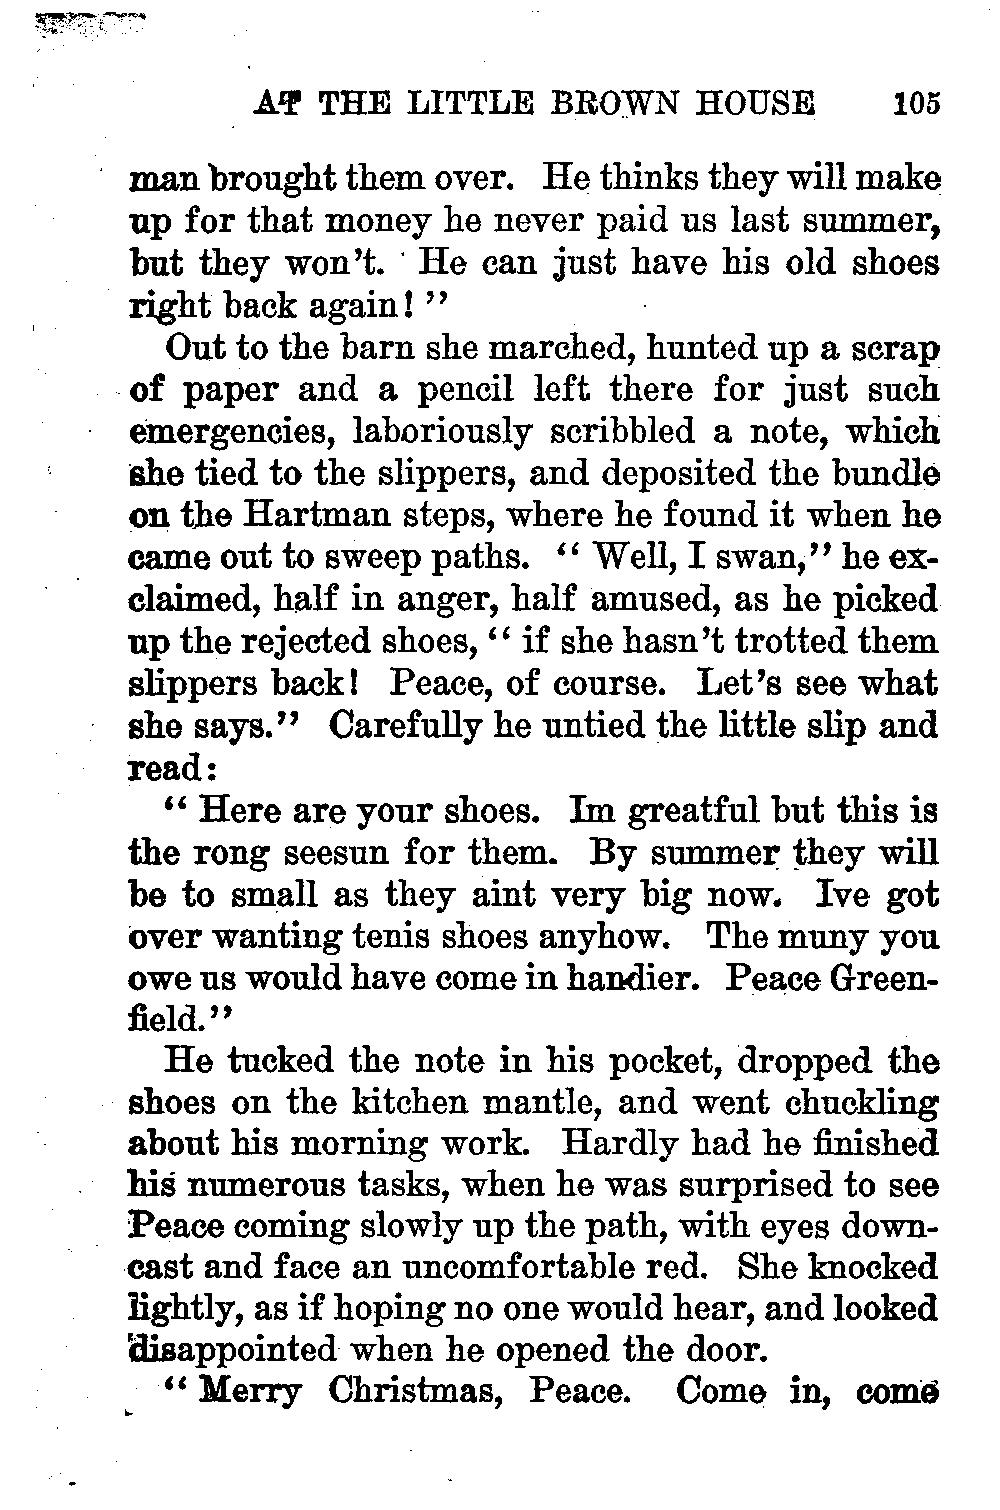 AT THE LITTLE BROWN HOUSE 105
man brought them over. He thinks they will make
up for that money he never paid us last summer,
but they won't. He can just have his old shoes
right back again! "
Out to the barn she marched, hunted up a scrap
of paper and a pencil left there for just such
emergencies, laboriously scribbled a note, which
she tied to the slippers, and deposited the bundle
on the Hartman steps, where he found it when he
came out to sweep paths. " Well, I swan," he ex-
claimed, half in anger, half amused, as he picked
up the rejected shoes, " if she hasn't trotted them
slippers back! Peace, of course. Let's see what
she says." Carefully he untied the little slip and
read:
" Here are your shoes. Im greatful but this is
the rong seesun for them. By summer they will
be to small as they aint very big now. Ive got
over wanting tenis shoes anyhow. The muny you
owe us would have come in handier. Peace Green-
field."
He tucked the note in his pocket, dropped the
shoes on the kitchen mantle, and went chuckling
about his morning work. Hardly had he finished
his numerous tasks, when he was surprised to see
Peace coming slowly up the path, with eyes down-
cast and face an uncomfortable red. She knocked
lightly, as if hoping no one would hear, and looked
disappointed when he opened the door.
" Merry Christmas, Peace. Come in, come